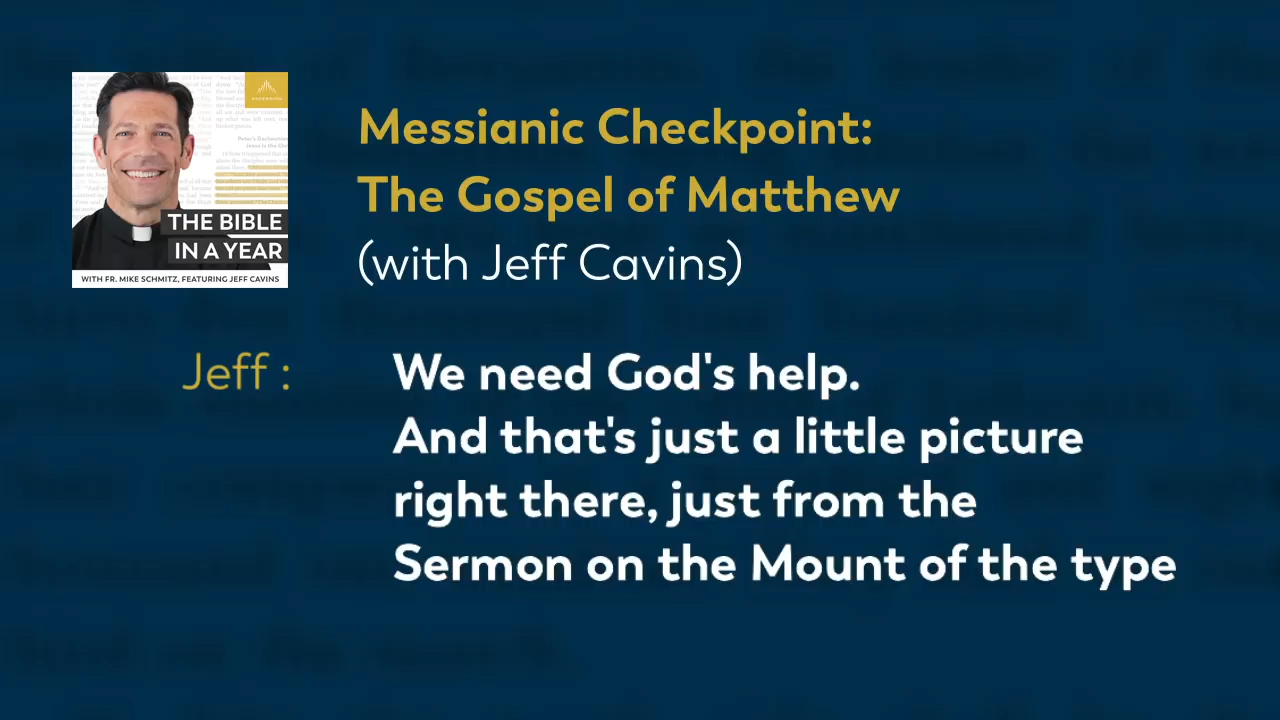 ASCENSION
THE BIBLE
IN A YEAR
WITH FR. MIKE SCHMITZ, FEATURING JEFF CAVINS
Messianic Checkpoint:
The Gospel of Matthew
(with Jeff Cavins)
Jeff :
We need God's help.
And that's just a little picture
right there, just from the
Sermon on the Mount of the type